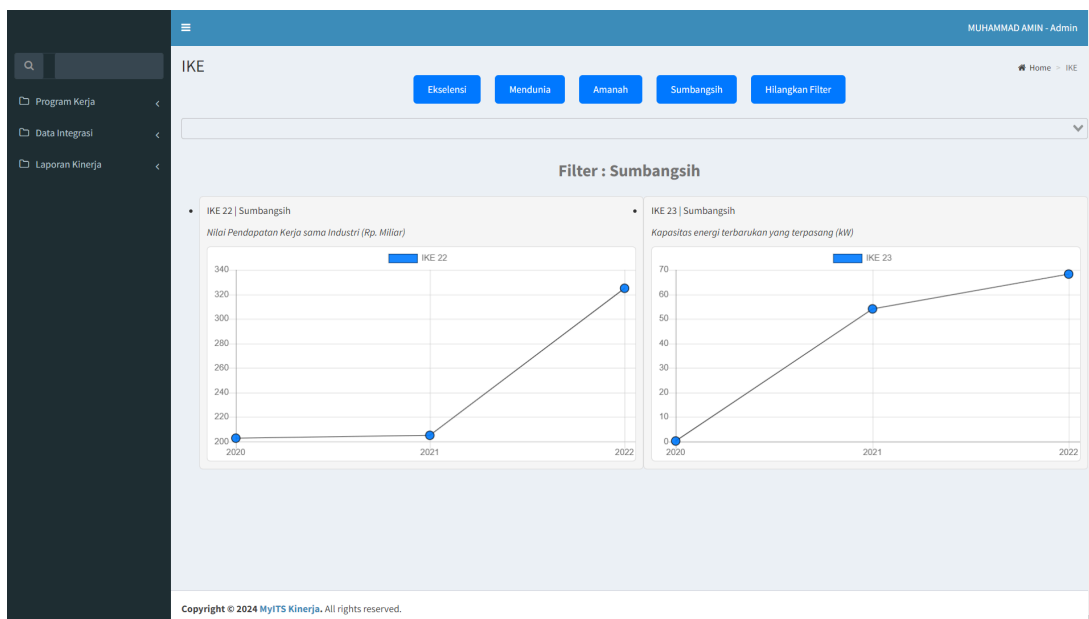 MUHAMMAD AMIN - Admin
IKE
Home > IKE
Ekselensi Mendunia Amanah Sumbangsih Hilangkan Filter
Program Kerja
Data Integrasi
Laporan Kinerja
Filter : Sumbangsih
IKE 22 | Sumbangsih
Nilai Pendapatan Kerja sama Industri (Rp. Miliar)
IKE 22
340
320
300
280
260
240
220
200
2020 2021 2022
IKE 23 | Sumbangsih
Kapasitas energi terbarukan yang terpasang (kW)
IKE 23
70
60
50
40
30
20
10
0
2020 2021 2022
Copyright © 2024 MyITS Kinerja. All rights reserved.